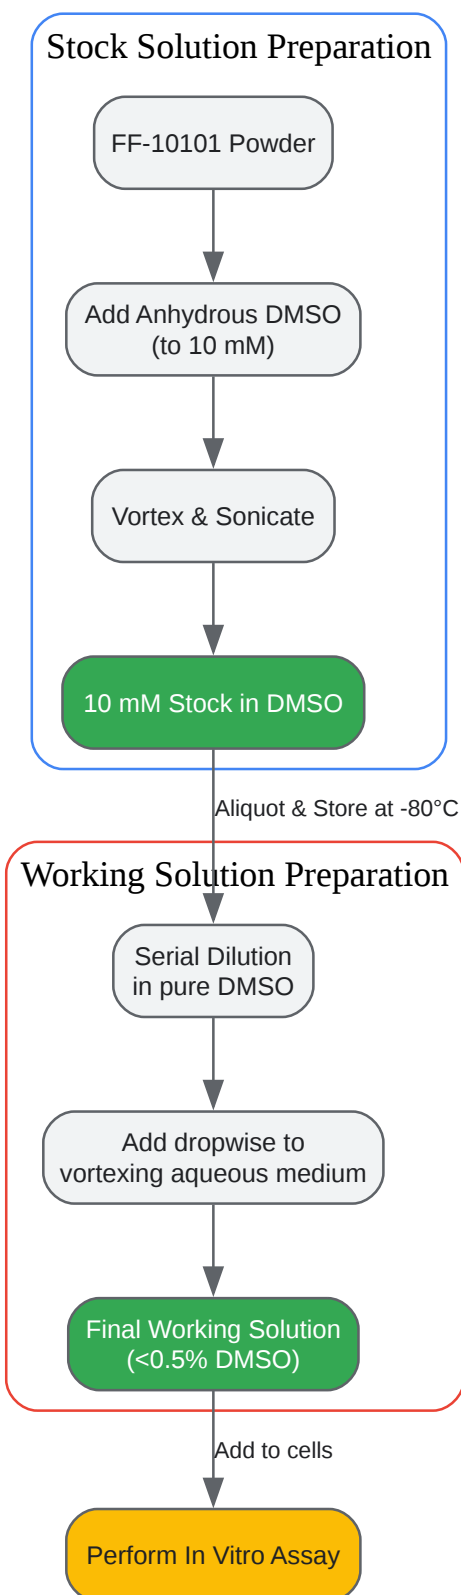 Stock Solution Preparation
FF-10101 Powder
Add Anhydrous DMSO
(to 10 mM)
Vortex & Sonicate
10 mM Stock in DMSO
Aliquot & Store at -80°C
Working Solution Preparation
Serial Dilution
in pure DMSO
Add dropwise to
vortexing aqueous medium
Final Working Solution
(<0.5% DMSO)
Add to cells
Perform In Vitro Assay